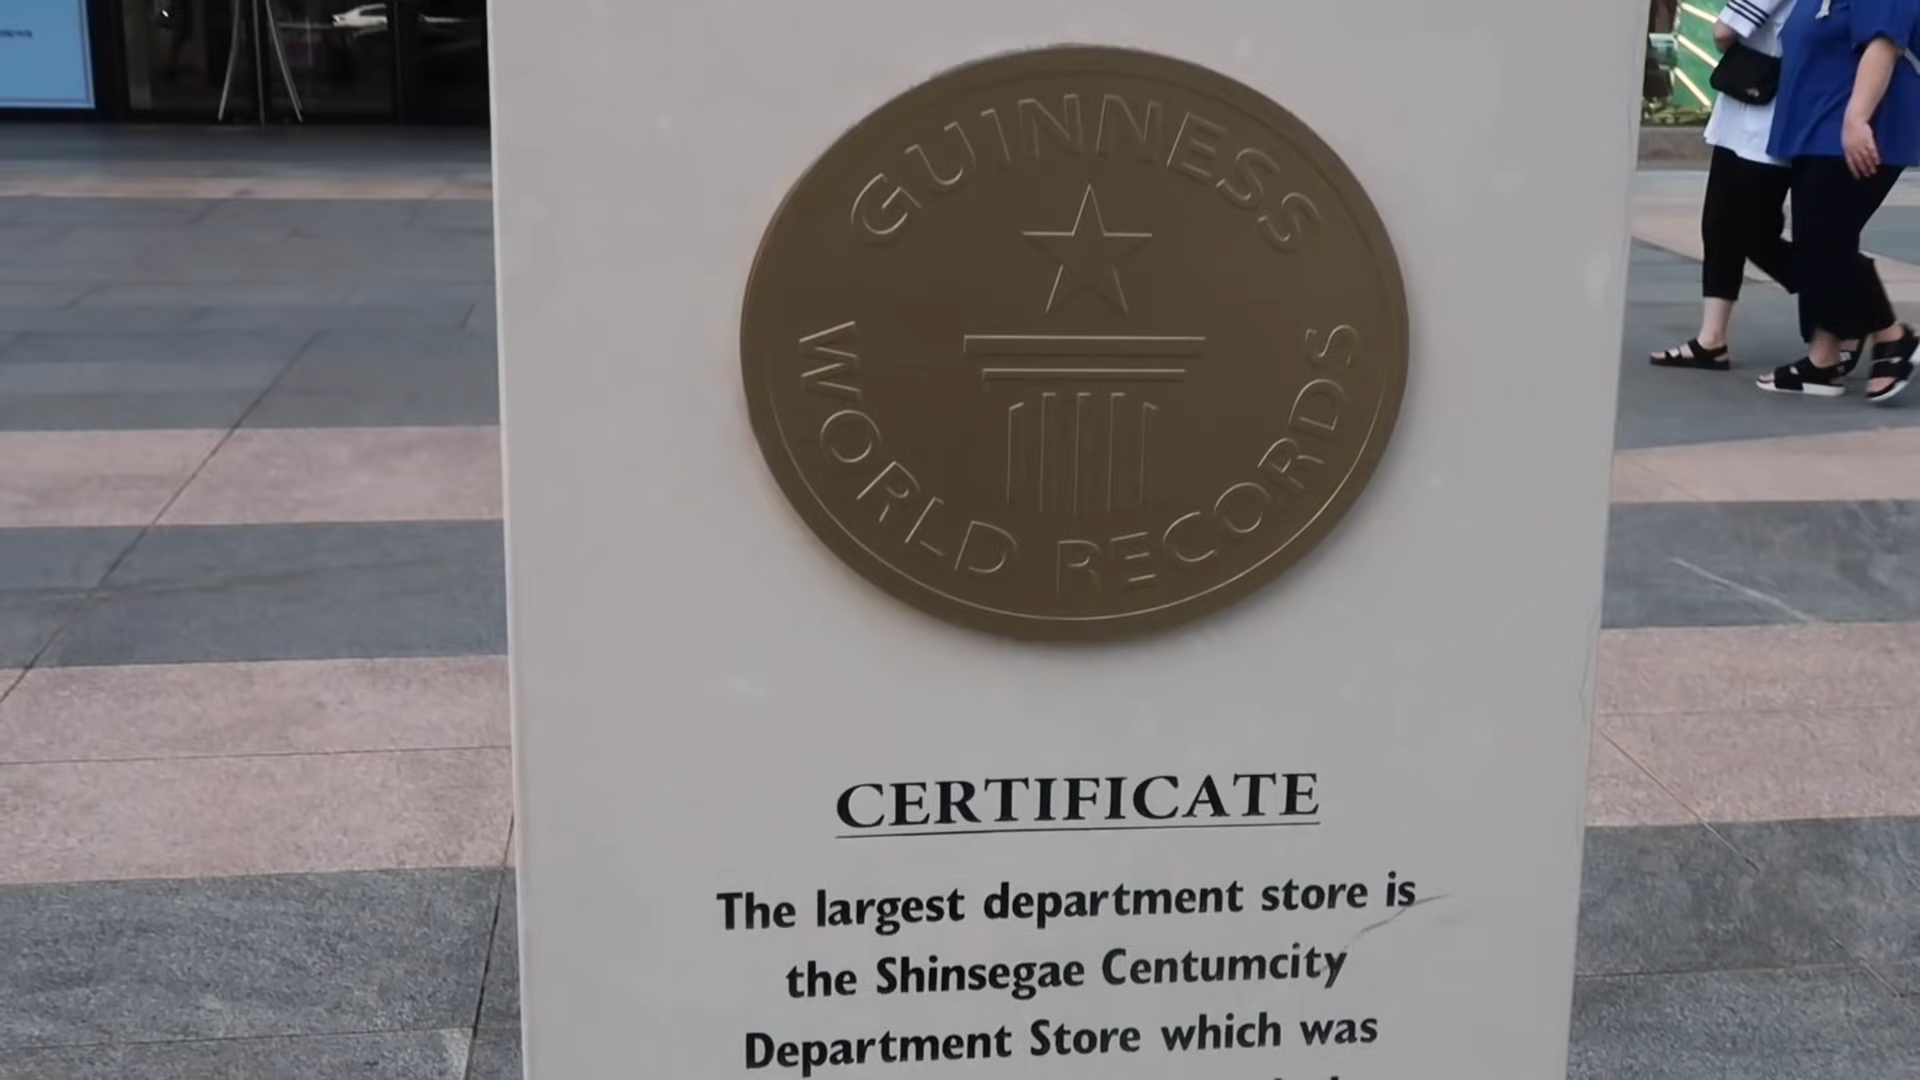 GUINNESS
WORLD RECORDS
CERTIFICATE
The largest department store is
the Shinsegae Centumcity
Department Store which was